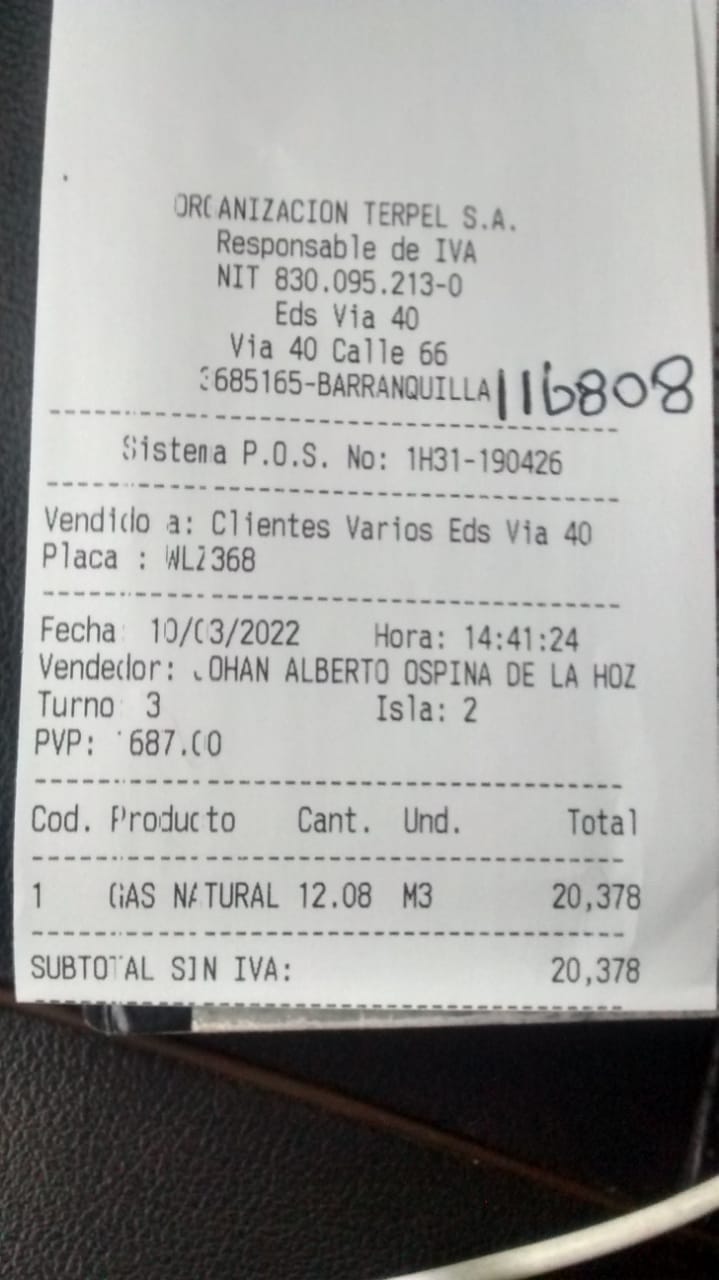 ORGANIZACION TERPEL S.A.
Responsable de IVA
NIT 830.095.213-0
Eds Via 40
Via 40 Calle 66
3685165-BARRANQUILLA 116808
Sistema P.O.S. No: 1H31-190426
Vendido a: Clientes Varios Eds Via 40
Placa : WLZ368
Fecha: 10/03/2022 Hora: 14:41:24
Vendedor: JOHAN ALBERTO OSPINA DE LA HOZ
Turno: 3 Isla: 2
PVP: 1687.00
Cod. Producto Cant. Und. Total
1 GAS NATURAL 12.08 M3 20,378
SUBTOTAL SIN IVA: 20,378